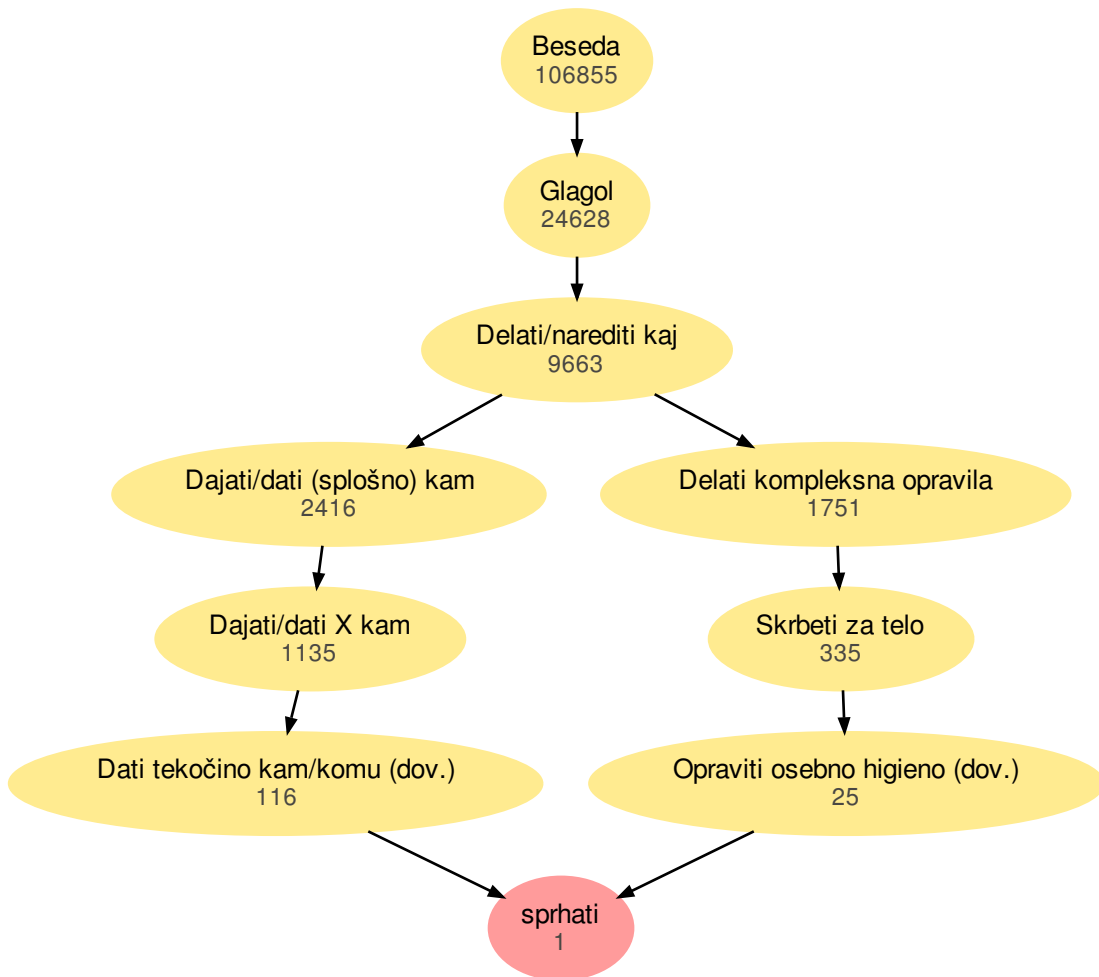 Beseda
106855
Glagol
24628
Delati/narediti kaj
9663
Dajati/dati (splošno) kam
2416
Delati kompleksna opravila
1751
Dajati/dati X kam
1135
Skrbeti za telo
335
Dati tekočino kam/komu (dov.)
116
Opraviti osebno higieno (dov.)
25
sprhati
1